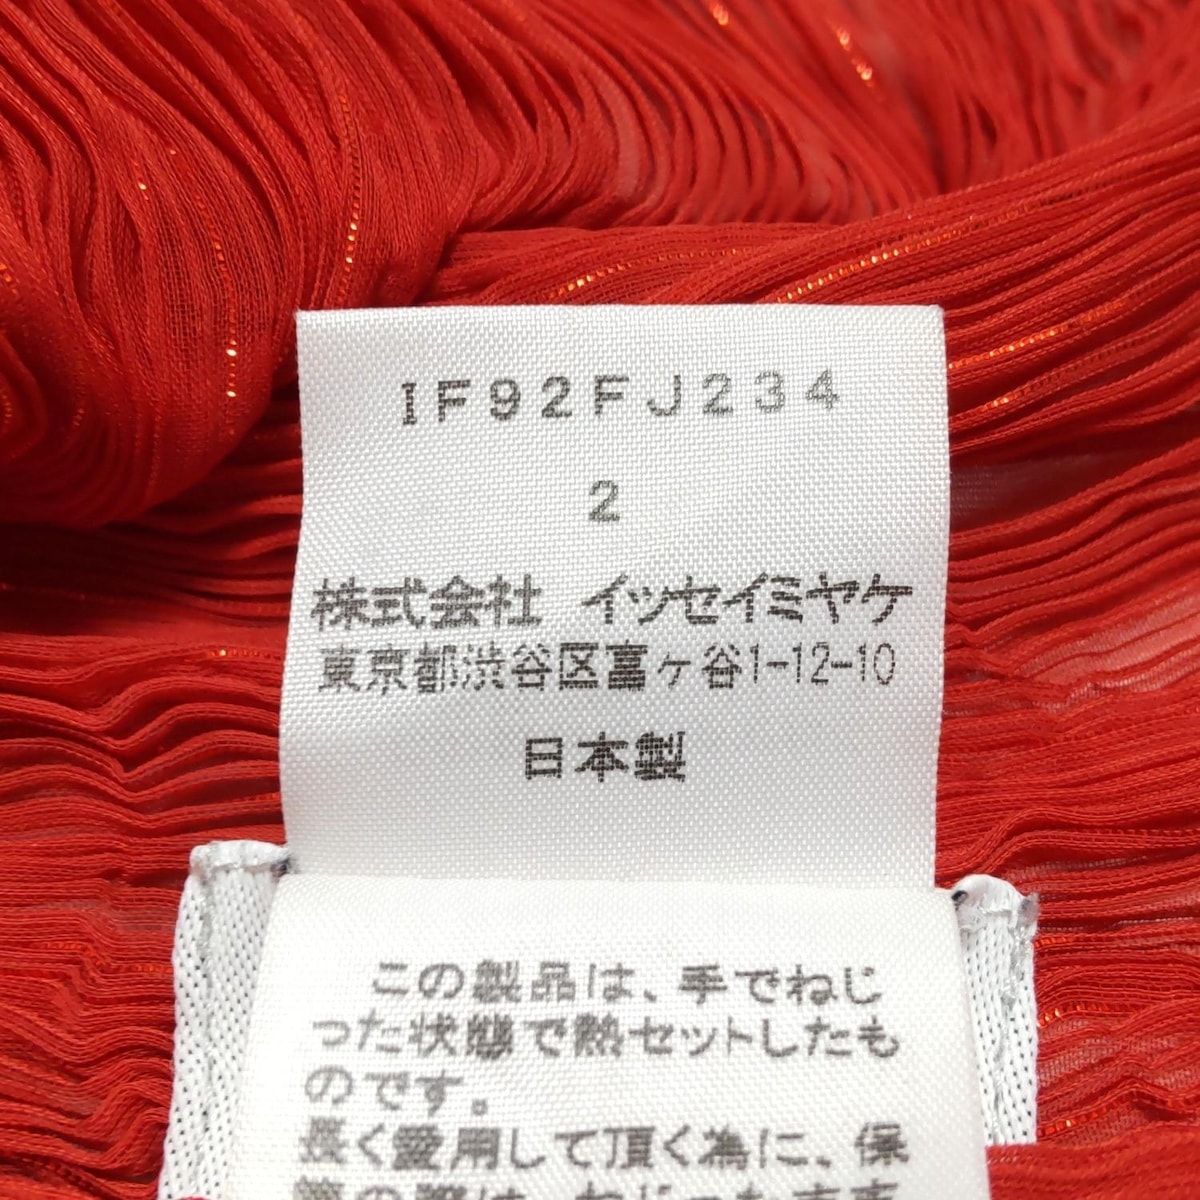 IF92FJ234
2
株式会社 イッセイミヤケ
東京都渋谷区富ヶ谷1-12-10
日本製
この製品は、手でねじ
った状態で熱セットしたも
のです。
長く愛用して頂く為に、保